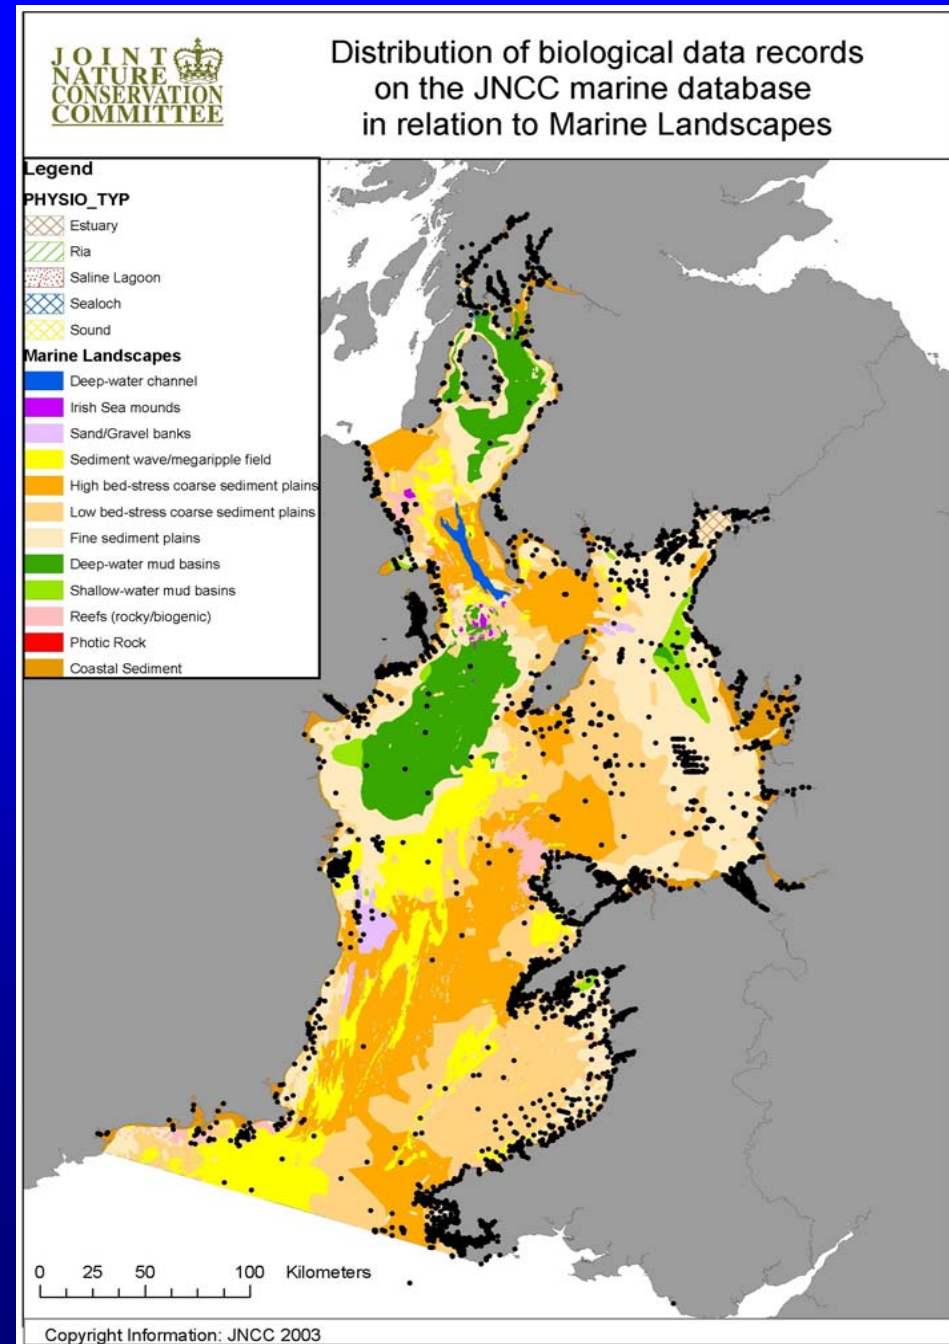 JOINT
NATURE
CONSERVATION
COMMITTEE
Distribution of biological data records
on the JNCC marine database
in relation to Marine Landscapes
Legend
PHYSIO_TYP
Estuary
Ria
Saline Lagoon
Sealoch
Sound
Marine Landscapes
Deep-water channel
Irish Sea mounds
Sand/Gravel banks
Sediment wave/megaripple field
High bed-stress coarse sediment plains
Low bed-stress coarse sediment plains
Fine sediment plains
Deep-water mud basins
Shallow-water mud basins
Reefs (rocky/biogenic)
Photic Rock
Coastal Sediment
0 25 50 100 Kilometers
Copyright Information: JNCC 2003